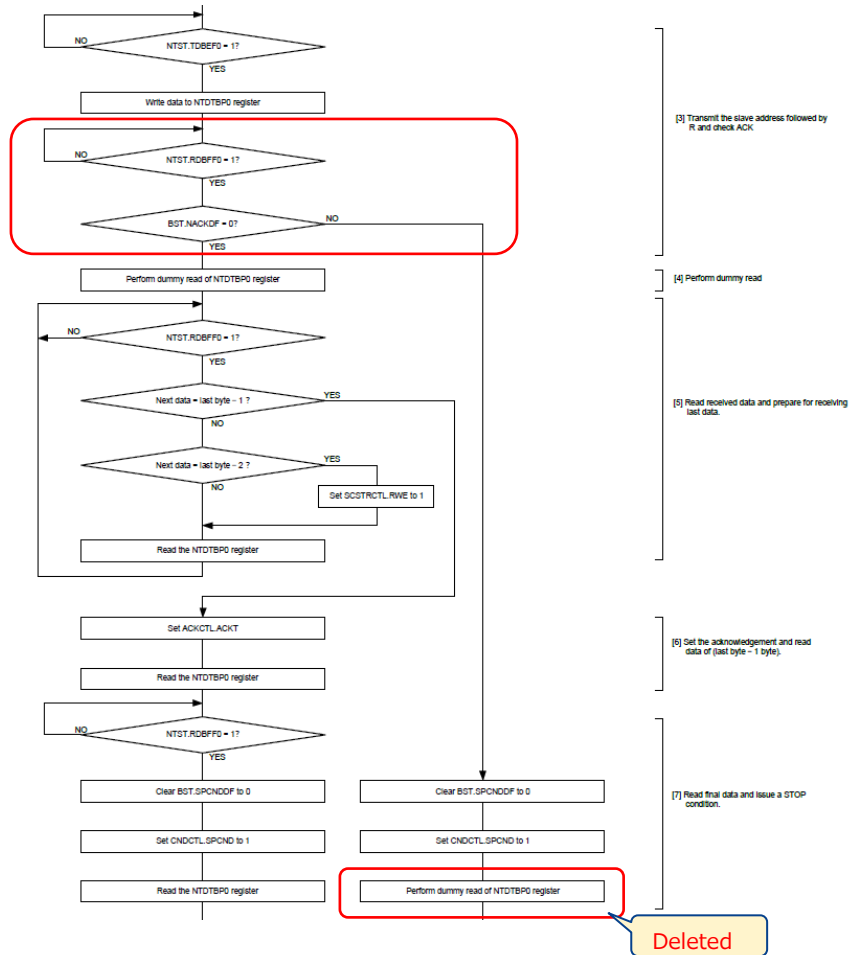 NTST.TDBEF0 = 1?
NO
YES
Write data to NTDTBP0 register
[3] Transmit the slave address followed by
R and check ACK
NO
NTST.RDBFF0 = 1?
YES
BST.NACKDF = 0?
NO
YES
Perform dummy read of NTDTBP0 register
[4] Perform dummy read
NO
NTST.RDBFF0 = 1?
YES
Next data = last byte – 1 ?
YES
NO
[5] Read received data and prepare for receiving
last data.
Next data = last byte – 2 ?
YES
NO
Set SCSTRCTL.RWE to 1
Read the NTDTBP0 register
Set ACKCTL.ACKT
[6] Set the acknowledgement and read
data of (last byte – 1 byte).
Read the NTDTBP0 register
NO
NTST.RDBFF0 = 1?
YES
Clear BST.SPCNDDF to 0
Clear BST.SPCNDDF to 0
[7] Read final data and issue a STOP
condition.
Set CNDCTL.SPCND to 1
Set CNDCTL.SPCND to 1
Read the NTDTBP0 register
Perform dummy read of NTDTBP0 register
Deleted